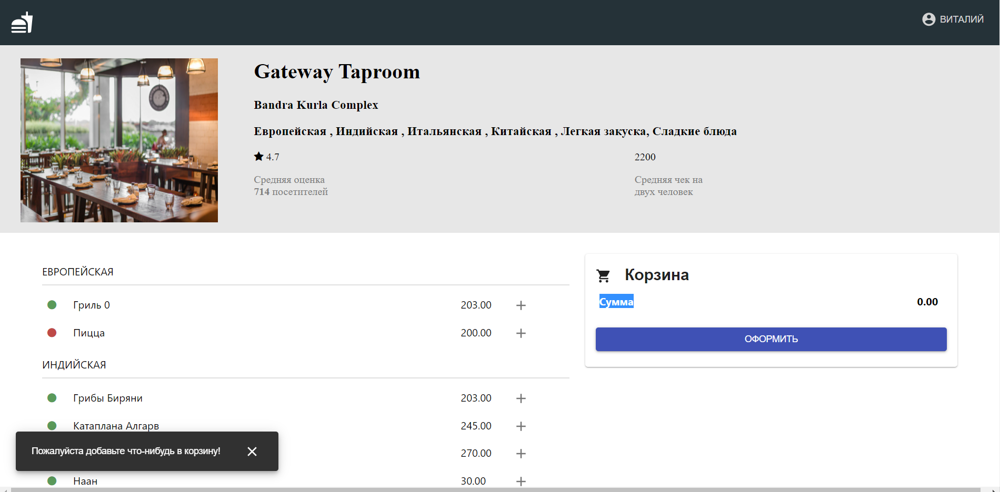 ВИТАЛИЙ
Gateway Taproom
Bandra Kurla Complex
Европейская , Индийская , Итальянская , Китайская , Легкая закуска, Сладкие блюда
4.7
2200
Средняя оценка
714 посетителей
Средняя чек на
двух человек
ЕВРОПЕЙСКАЯ
Гриль 0 203.00
Пицца 200.00
ИНДИЙСКАЯ
Грибы Биряни 203.00
Катаплана Алгарв 245.00
270.00
Наан 30.00
Корзина
Сумма 0.00
ОФОРМИТЬ
Пожалуйста добавьте что-нибудь в корзину!